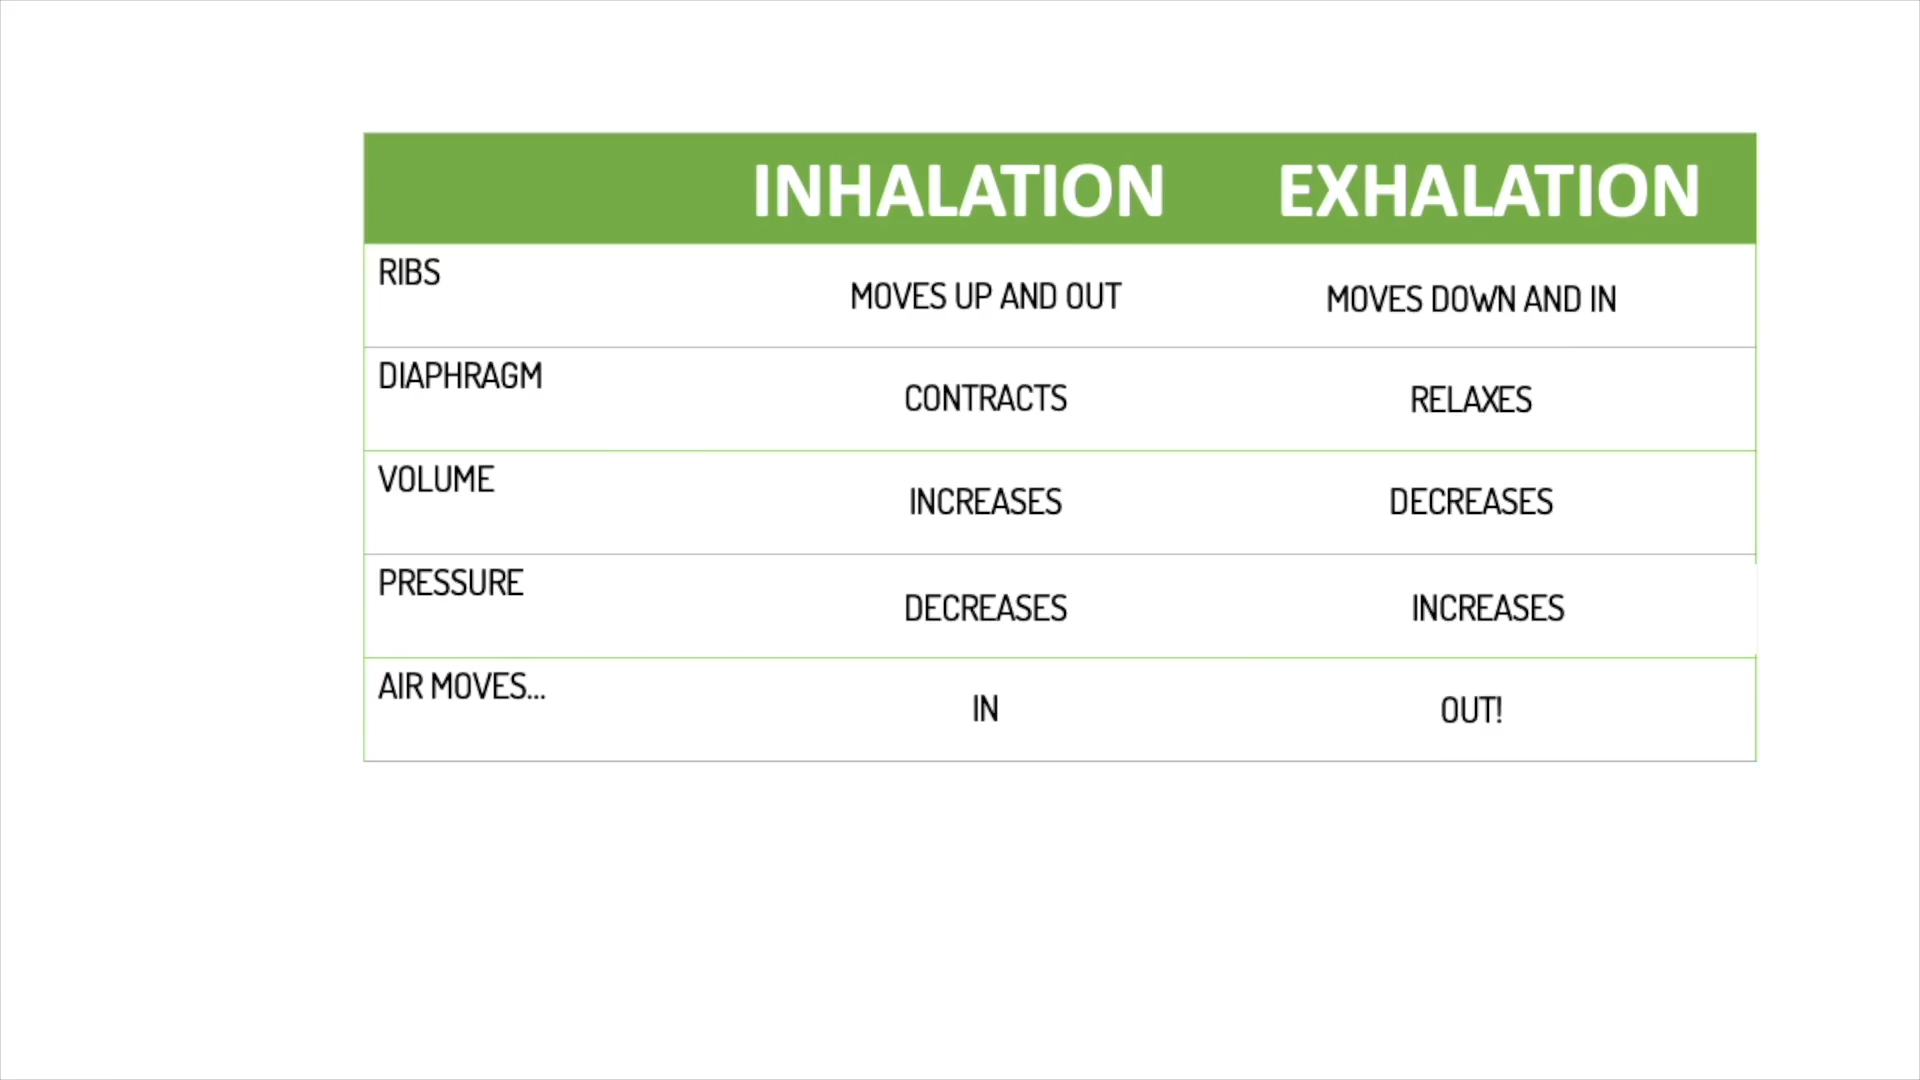 INHALATION EXHALATION
RIBS MOVES UP AND OUT MOVES DOWN AND IN
DIAPHRAGM CONTRACTS RELAXES
VOLUME INCREASES DECREASES
PRESSURE DECREASES INCREASES
AIR MOVES... IN OUT!